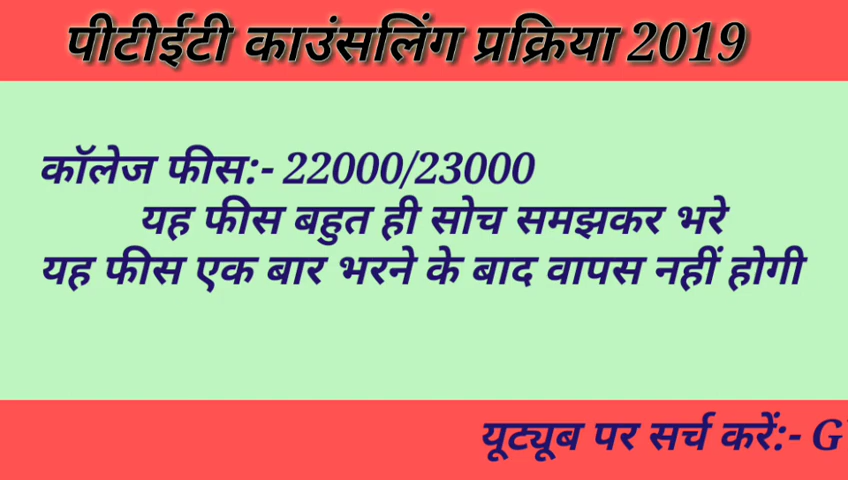 पीटीईटी काउंसलिंग प्रक्रिया 2019
कॉलेज फीस:- 22000/23000
यह फीस बहुत ही सोच समझकर भरे
यह फीस एक बार भरने के बाद वापस नहीं होगी
यूट्यूब पर सर्च करें:- G